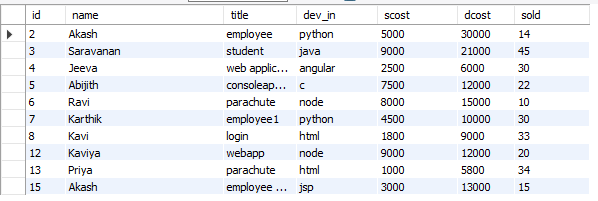 id name title dev_in scost dcost sold
2 Akash employee python 5000 30000 14
3 Saravanan student java 9000 21000 45
4 Jeeva web applic... angular 2500 6000 30
5 Abijith consoleap... c 7500 12000 22
6 Ravi parachute node 8000 15000 10
7 Karthik employee1 python 4500 10000 30
8 Kavi login html 1800 9000 33
12 Kaviya webapp node 9000 12000 20
13 Priya parachute html 1000 5800 34
15 Akash employee ... jsp 3000 13000 15